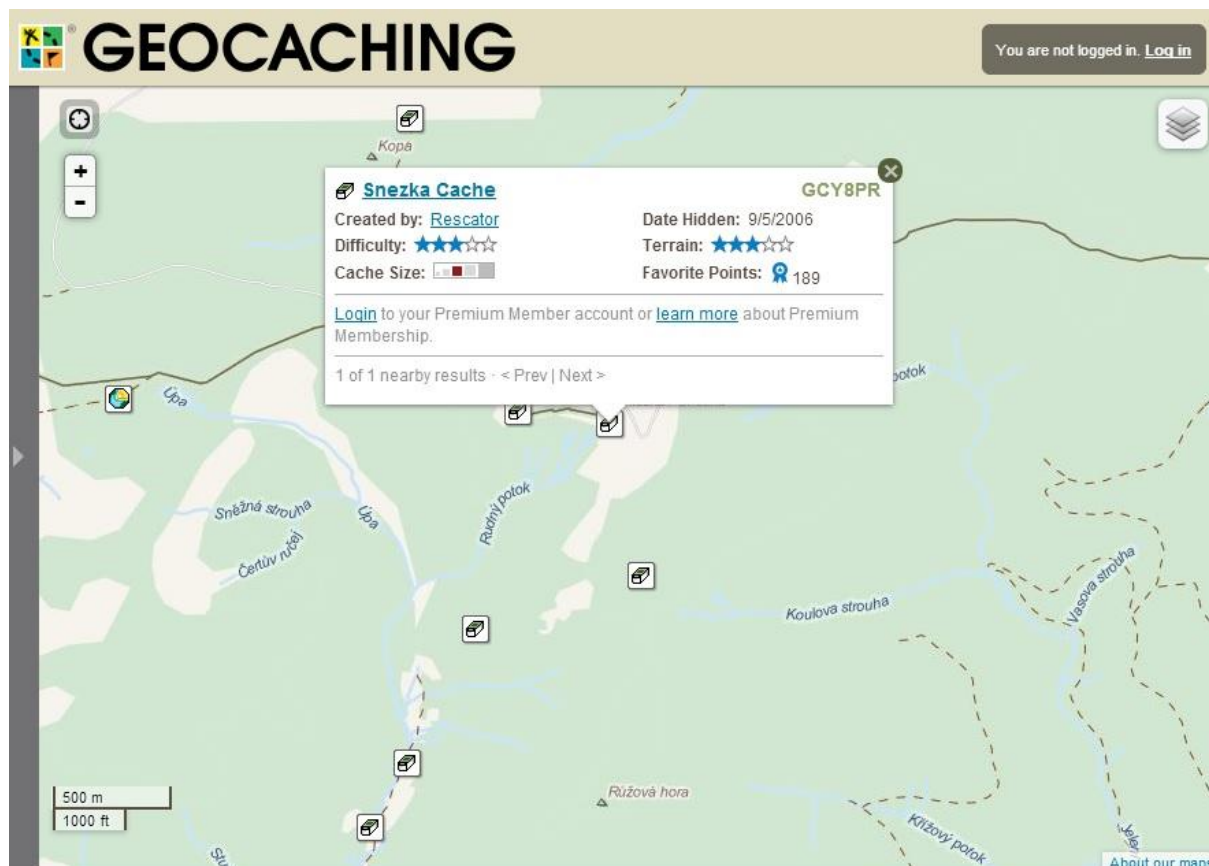 GEOCACHING
You are not logged in. Log in
Kopa
+
-
Snezka Cache GCY8PR
Created by: Rescator Date Hidden: 9/5/2006
Difficulty: Terrain:
Cache Size: Favorite Points: 189
Login to your Premium Member account or learn more about Premium
Membership.
1 of 1 nearby results · < Prev | Next >
potok
Úpa
Sněžná strouha
Úpa
Rudný potok
Čertův ručej
Vasova strouha
Koulova strouha
Růžová hora
500 m
1000 ft
Křížový potok
Jelen
Stu
About our maps